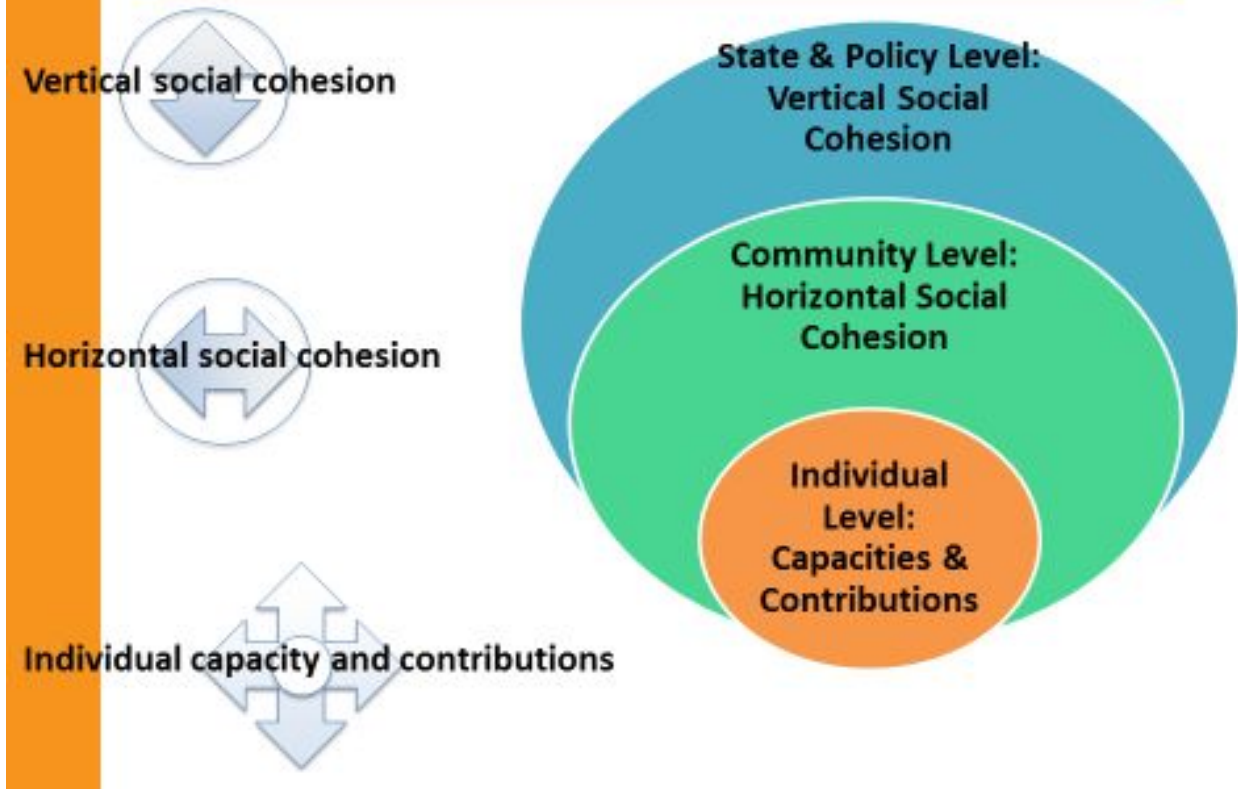 Vertical social cohesion
Horizontal social cohesion
Individual capacity and contributions
State & Policy Level:
Vertical Social
Cohesion
Community Level:
Horizontal Social
Cohesion
Individual
Level:
Capacities &
Contributions